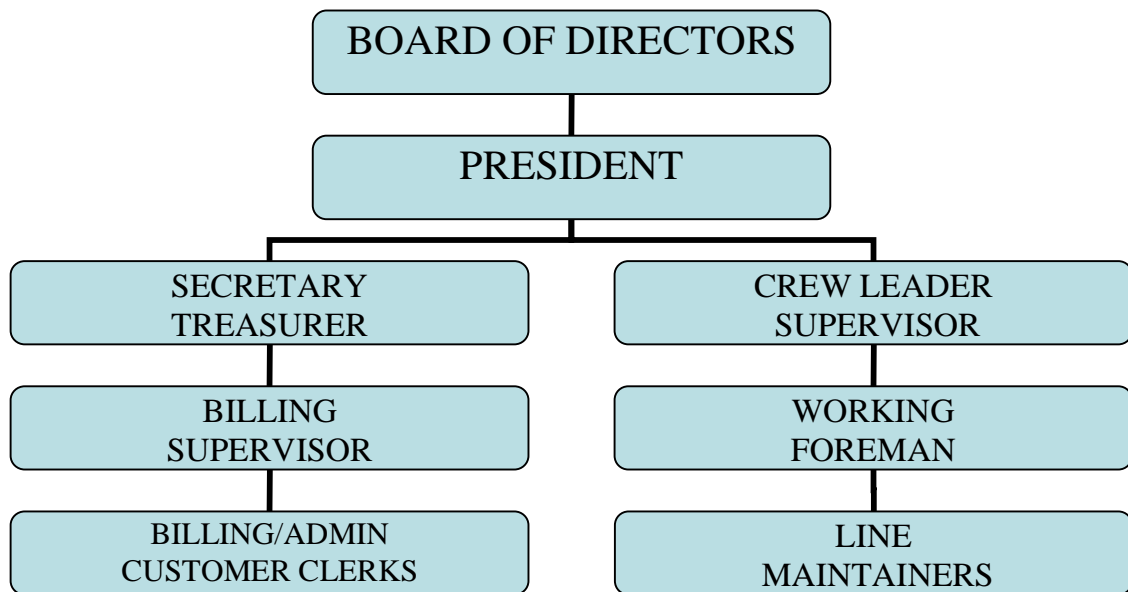 BOARD OF DIRECTORS
PRESIDENT
SECRETARY
TREASURER
CREW LEADER
SUPERVISOR
BILLING
SUPERVISOR
WORKING
FOREMAN
BILLING/ADMIN
CUSTOMER CLERKS
LINE
MAINTAINERS